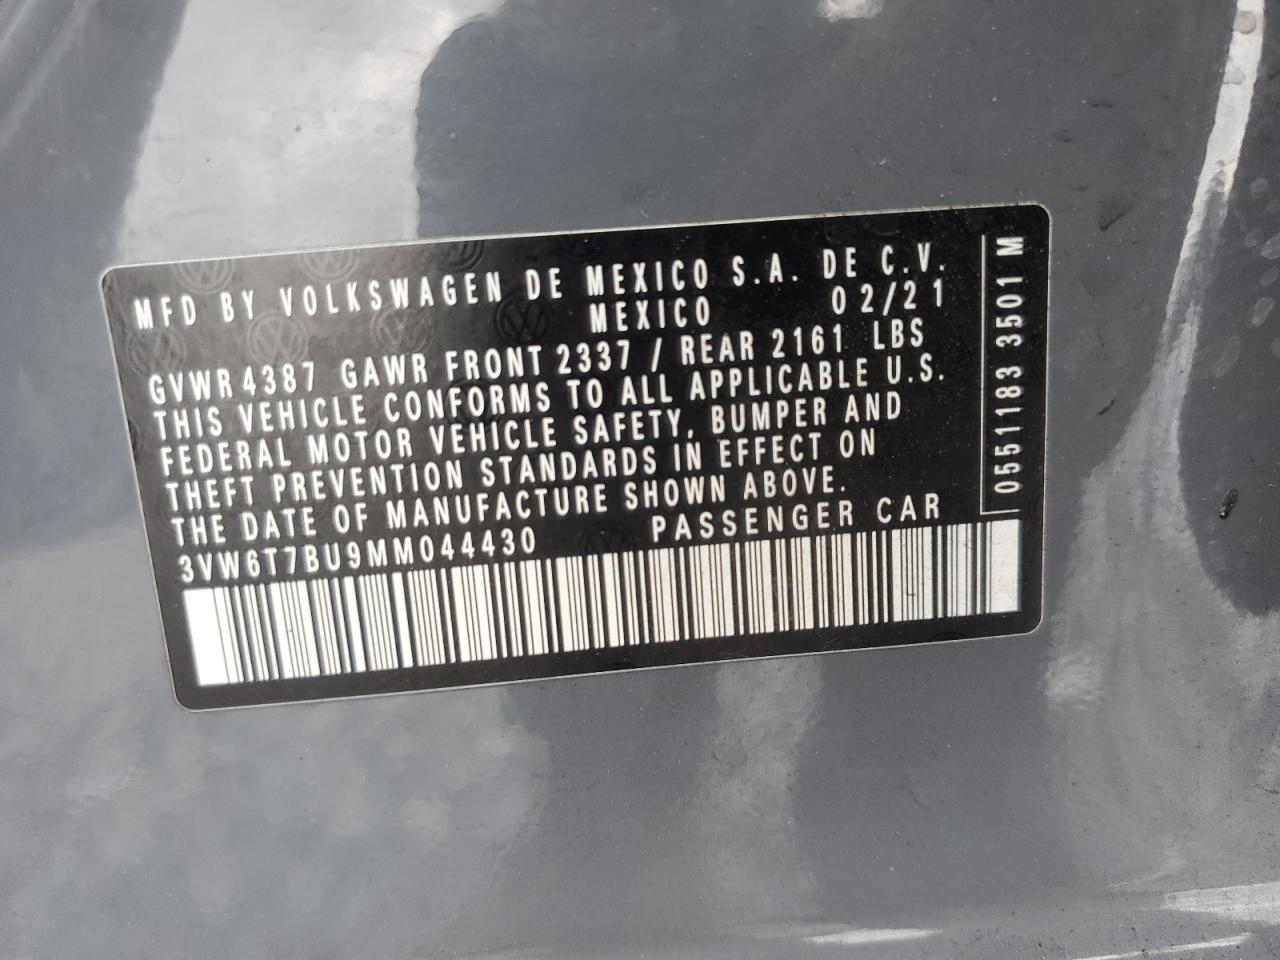 MFD BY VOLKSWAGEN DE MEXICO S.A. DE C.V.
MEXICO 02/21
GVWR 4387 GAWR FRONT 2337 / REAR 2161 LBS
THIS VEHICLE CONFORMS TO ALL APPLICABLE U.S.
FEDERAL MOTOR VEHICLE SAFETY, BUMPER AND
THEFT PREVENTION STANDARDS IN EFFECT ON
THE DATE OF MANUFACTURE SHOWN ABOVE.
3VW6T7BU9MM044430 PASSENGER CAR
0551183 3501 M